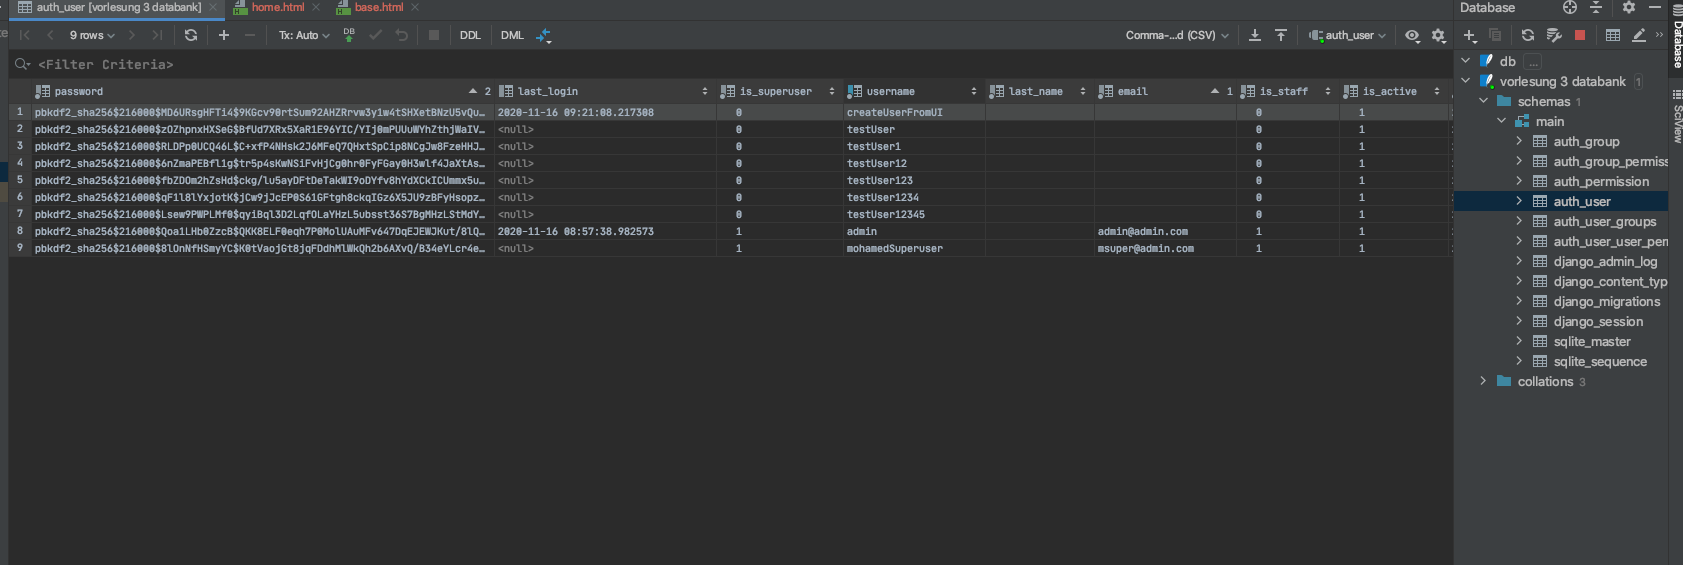 auth_user [vorlesung 3 databank] home.html base.html Database
9 rows Tx: Auto DB DDL DML Comma-...d (CSV) auth_user
<Filter Criteria>
password 2 last_login is_superuser username last_name email 1 is_staff is_active
1 pbkdf2_sha256$216000$MD6URsgHFTi4$9KGcv90rtSum92AHZRrvw3y1w4tSHXetBNzU5vQu… 2020-11-16 09:21:08.217308 0 createUserFromUI 0 1
2 pbkdf2_sha256$216000$zOZhpnxHXSeG$BfUd7XRx5XaR1E96YIC/YIj0mPUUuWYhZthjWaIV… <null> 0 testUser 0 1
3 pbkdf2_sha256$216000$RLDPp0UCQ46L$C+xfP4NHsk2J6MFeQ7QHxtSpCip8NCgJw8FzeHHJ… <null> 0 testUser1 0 1
4 pbkdf2_sha256$216000$6nZmaPEBfl1g$tr5p4sKwNSiFvHjCg0hr0FyFGay0H3wlf4JaXtAs… <null> 0 testUser12 0 1
5 pbkdf2_sha256$216000$fbZDOm2hZsHd$ckg/lu5ayDFtDeTakWI9oDYfv8hYdXCkICUmmx5u… <null> 0 testUser123 0 1
6 pbkdf2_sha256$216000$qF1l8lYxjotK$jCw9jJcEP0S61GFtgh8ckqIGz6X5JU9zBFyHsopz… <null> 0 testUser1234 0 1
7 pbkdf2_sha256$216000$Lsew9PWPLMf0$qyiBql3D2LqfOLaYHzL5ubsst36S7BgMHzLStMdY… <null> 0 testUser12345 0 1
8 pbkdf2_sha256$216000$Qoa1LHb0ZzcB$QKK8ELF0eqh7P0MolUAuMFv647DqEJEWJKut/8lQ… 2020-11-16 08:57:38.982573 1 admin admin@admin.com 1 1
9 pbkdf2_sha256$216000$8lOnNfHSmyYC$K0tVaojGt8jqFDdhMlWkQh2b6AXvQ/B34eYLcr4e… <null> 1 mohamedSuperuser msuper@admin.com 1 1
db ...
vorlesung 3 databank 1
schemas 1
main
auth_group
auth_group_permiss
auth_permission
auth_user
auth_user_groups
auth_user_user_per
django_admin_log
django_content_typ
django_migrations
django_session
sqlite_master
sqlite_sequence
collations 3
Database
SciView